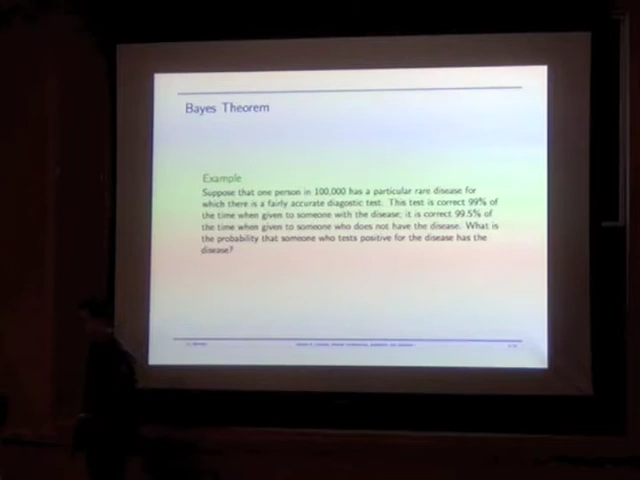 Bayes Theorem
Example
Suppose that one person in 100,000 has a particular rare disease for
which there is a fairly accurate diagostic test. This test is correct 99% of
the time when given to someone with the disease; it is correct 99.5% of
the time when given to someone who does not have the disease. What is
the probability that someone who tests positive for the disease has the
disease?